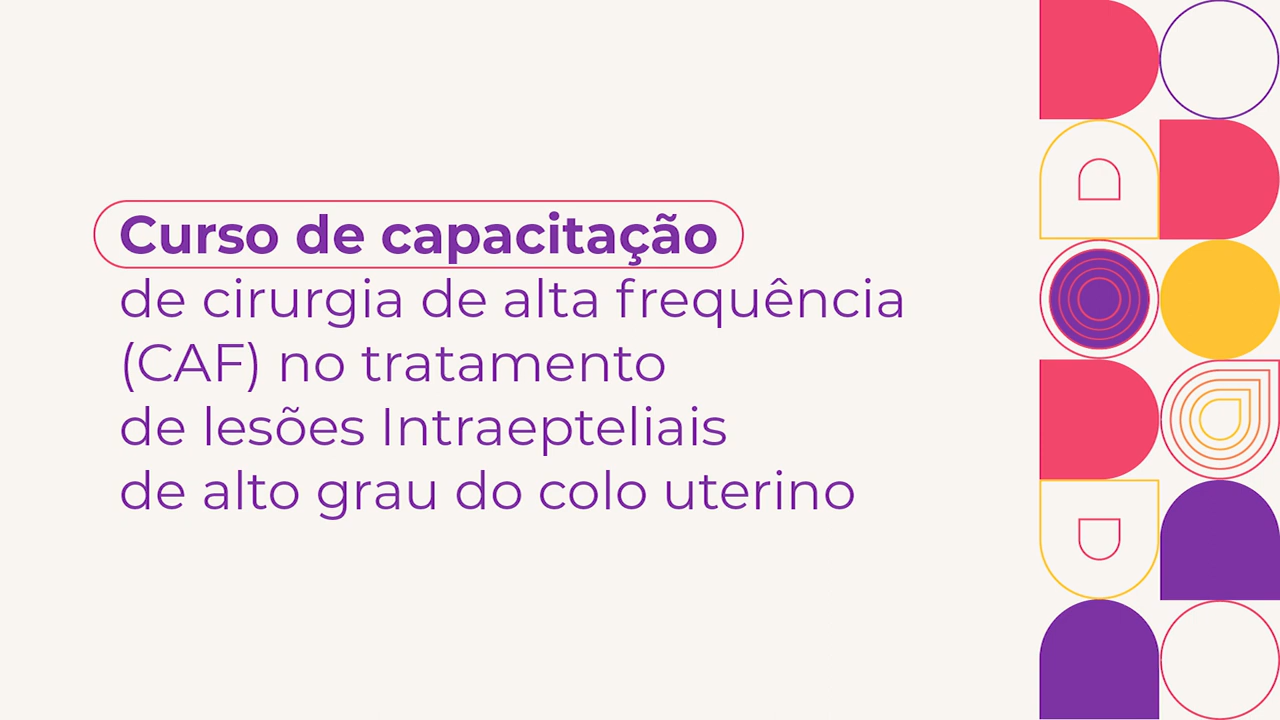 Curso de capacitação
de cirurgia de alta frequência
(CAF) no tratamento
de lesões Intraepteliais
de alto grau do colo uterino